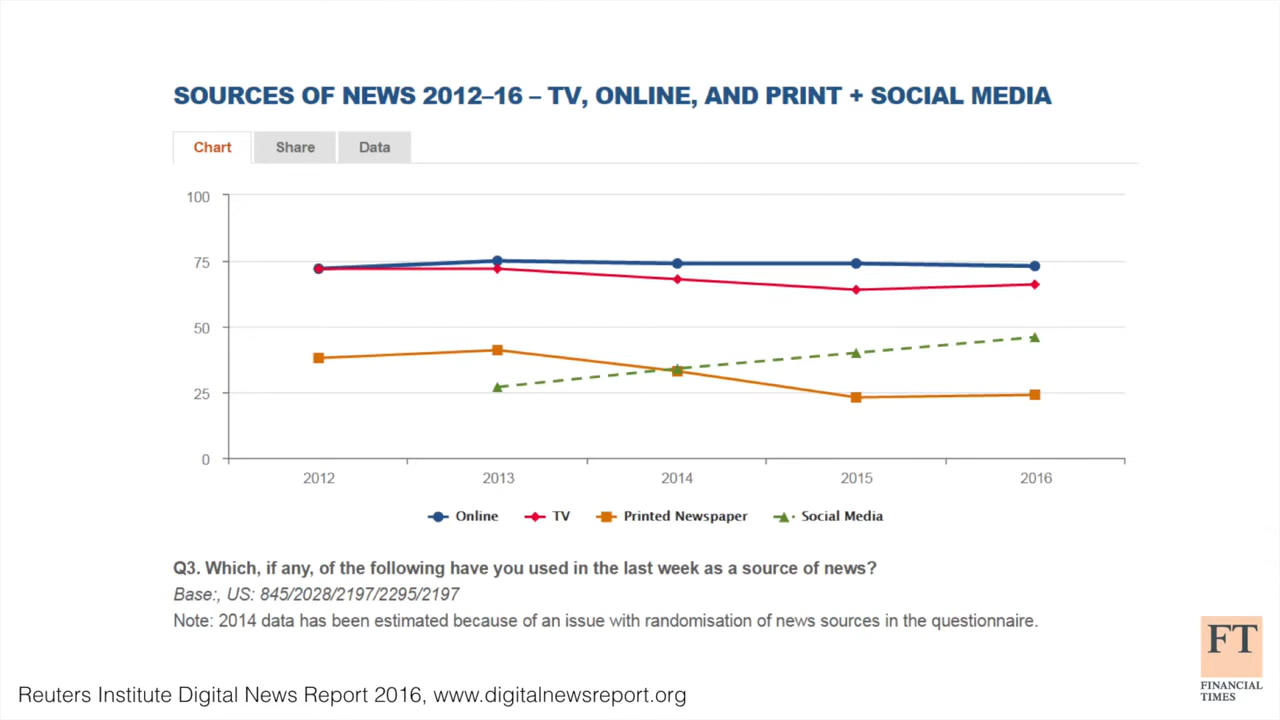 SOURCES OF NEWS 2012–16 – TV, ONLINE, AND PRINT + SOCIAL MEDIA
Chart Share Data
100
75
50
25
0
2012 2013 2014 2015 2016
Online TV Printed Newspaper Social Media
Q3. Which, if any, of the following have you used in the last week as a source of news?
Base:, US: 845/2028/2197/2295/2197
Note: 2014 data has been estimated because of an issue with randomisation of news sources in the questionnaire.
FT
FINANCIAL
TIMES
Reuters Institute Digital News Report 2016, www.digitalnewsreport.org